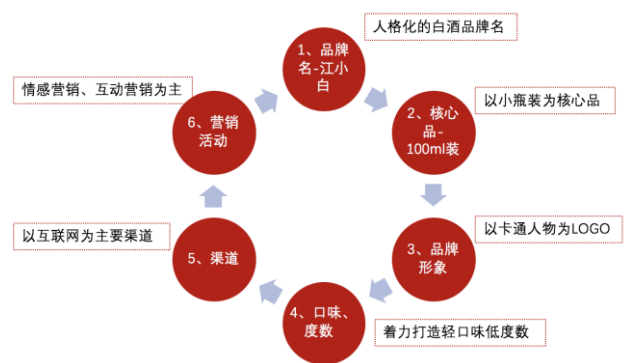 人格化的白酒品牌名
1、品牌
名-江小
白
以小瓶装为核心品
2、核心
品-
100ml装
以卡通人物为LOGO
3、品牌
形象
着力打造轻口味低度数
4、口味、
度数
以互联网为主要渠道
5、渠道
情感营销、互动营销为主
6、营销
活动